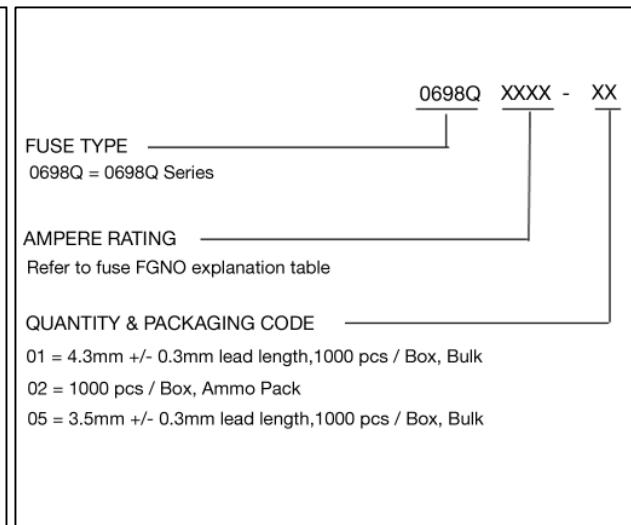 0698Q XXXX - XX
FUSE TYPE
0698Q = 0698Q Series
AMPERE RATING
Refer to fuse FGNO explanation table
QUANTITY & PACKAGING CODE
01 = 4.3mm +/- 0.3mm lead length,1000 pcs / Box, Bulk
02 = 1000 pcs / Box, Ammo Pack
05 = 3.5mm +/- 0.3mm lead length,1000 pcs / Box, Bulk